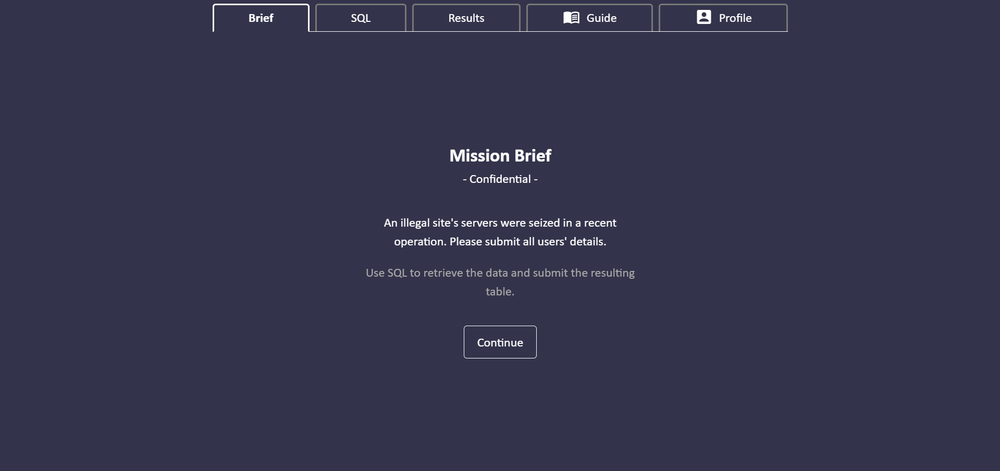 Brief SQL Results Guide Profile
Mission Brief
- Confidential -
An illegal site's servers were seized in a recent
operation. Please submit all users' details.
Use SQL to retrieve the data and submit the resulting
table.
Continue